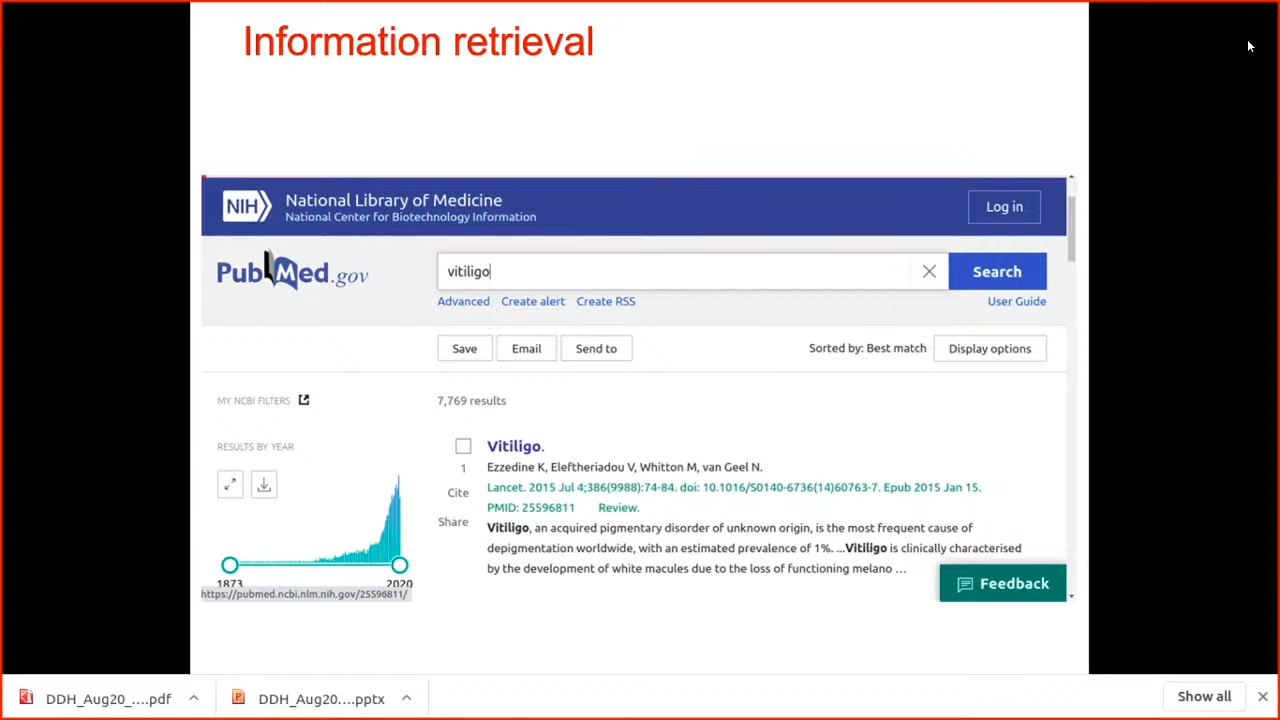 Information retrieval
NIH
National Library of Medicine
National Center for Biotechnology Information
Log in
PubMed.gov
vitiligo
Search
Advanced
Create alert
Create RSS
User Guide
Save
Email
Send to
Sorted by: Best match
Display options
MY NCBI FILTERS
7,769 results
RESULTS BY YEAR
Vitiligo.
1
Ezzedine K, Eleftheriadou V, Whitton M, van Geel N.
Cite
Lancet. 2015 Jul 4;386(9988):74-84. doi: 10.1016/S0140-6736(14)60763-7. Epub 2015 Jan 15.
PMID: 25596811 Review.
Share
Vitiligo, an acquired pigmentary disorder of unknown origin, is the most frequent cause of
depigmentation worldwide, with an estimated prevalence of 1%. ...Vitiligo is clinically characterised
by the development of white macules due to the loss of functioning melano ...
1873
2020
https://pubmed.ncbi.nlm.nih.gov/25596811/
Feedback
DDH_Aug20_....pdf
DDH_Aug20....pptx
Show all